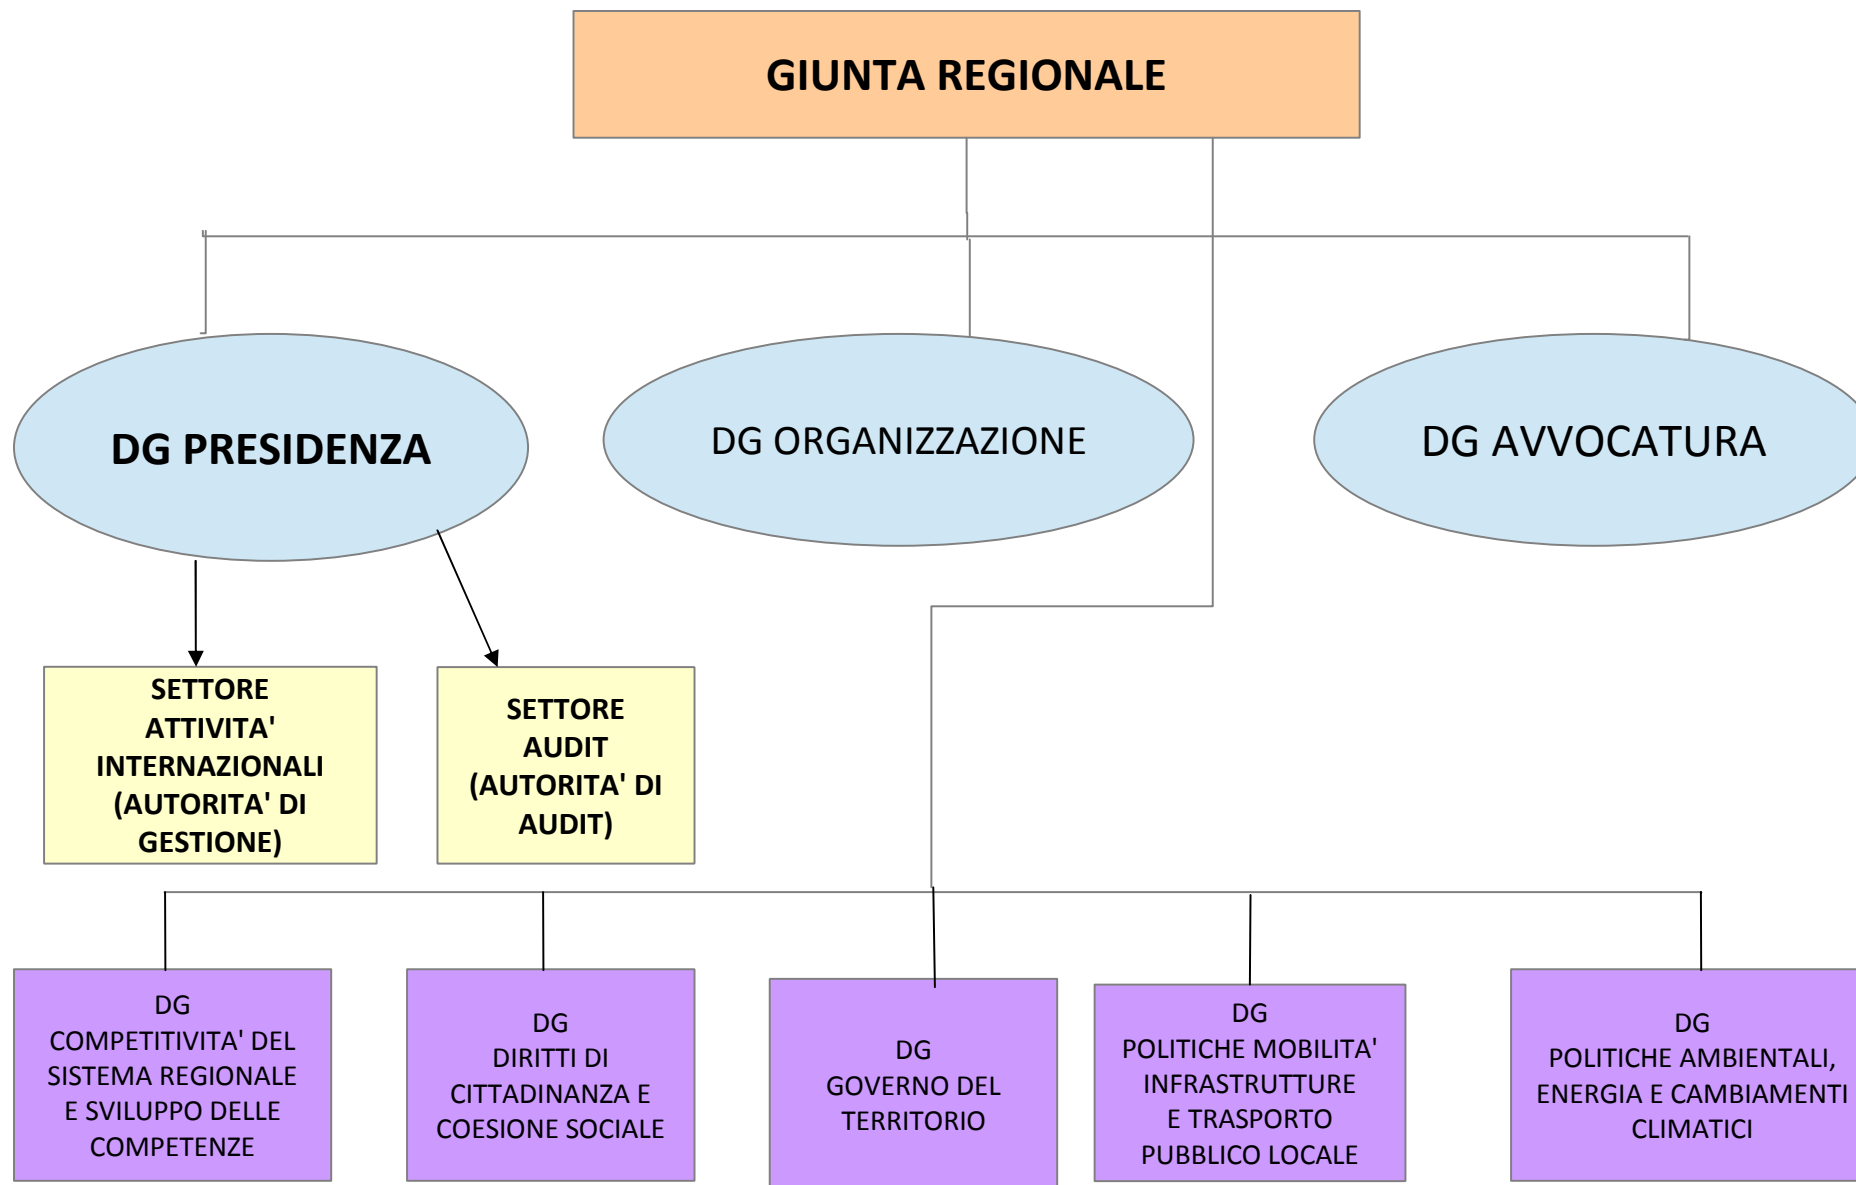 GIUNTA REGIONALE
DG PRESIDENZA
DG ORGANIZZAZIONE
DG AVVOCATURA
SETTORE
ATTIVITA'
INTERNAZIONALI
(AUTORITA' DI
GESTIONE)
SETTORE
AUDIT
(AUTORITA' DI
AUDIT)
DG
COMPETITIVITA' DEL
SISTEMA REGIONALE
E SVILUPPO DELLE
COMPETENZE
DG
DIRITTI DI
CITTADINANZA E
COESIONE SOCIALE
DG
GOVERNO DEL
TERRITORIO
DG
POLITICHE MOBILITA'
INFRASTRUTTURE
E TRASPORTO
PUBBLICO LOCALE
DG
POLITICHE AMBIENTALI,
ENERGIA E CAMBIAMENTI
CLIMATICI